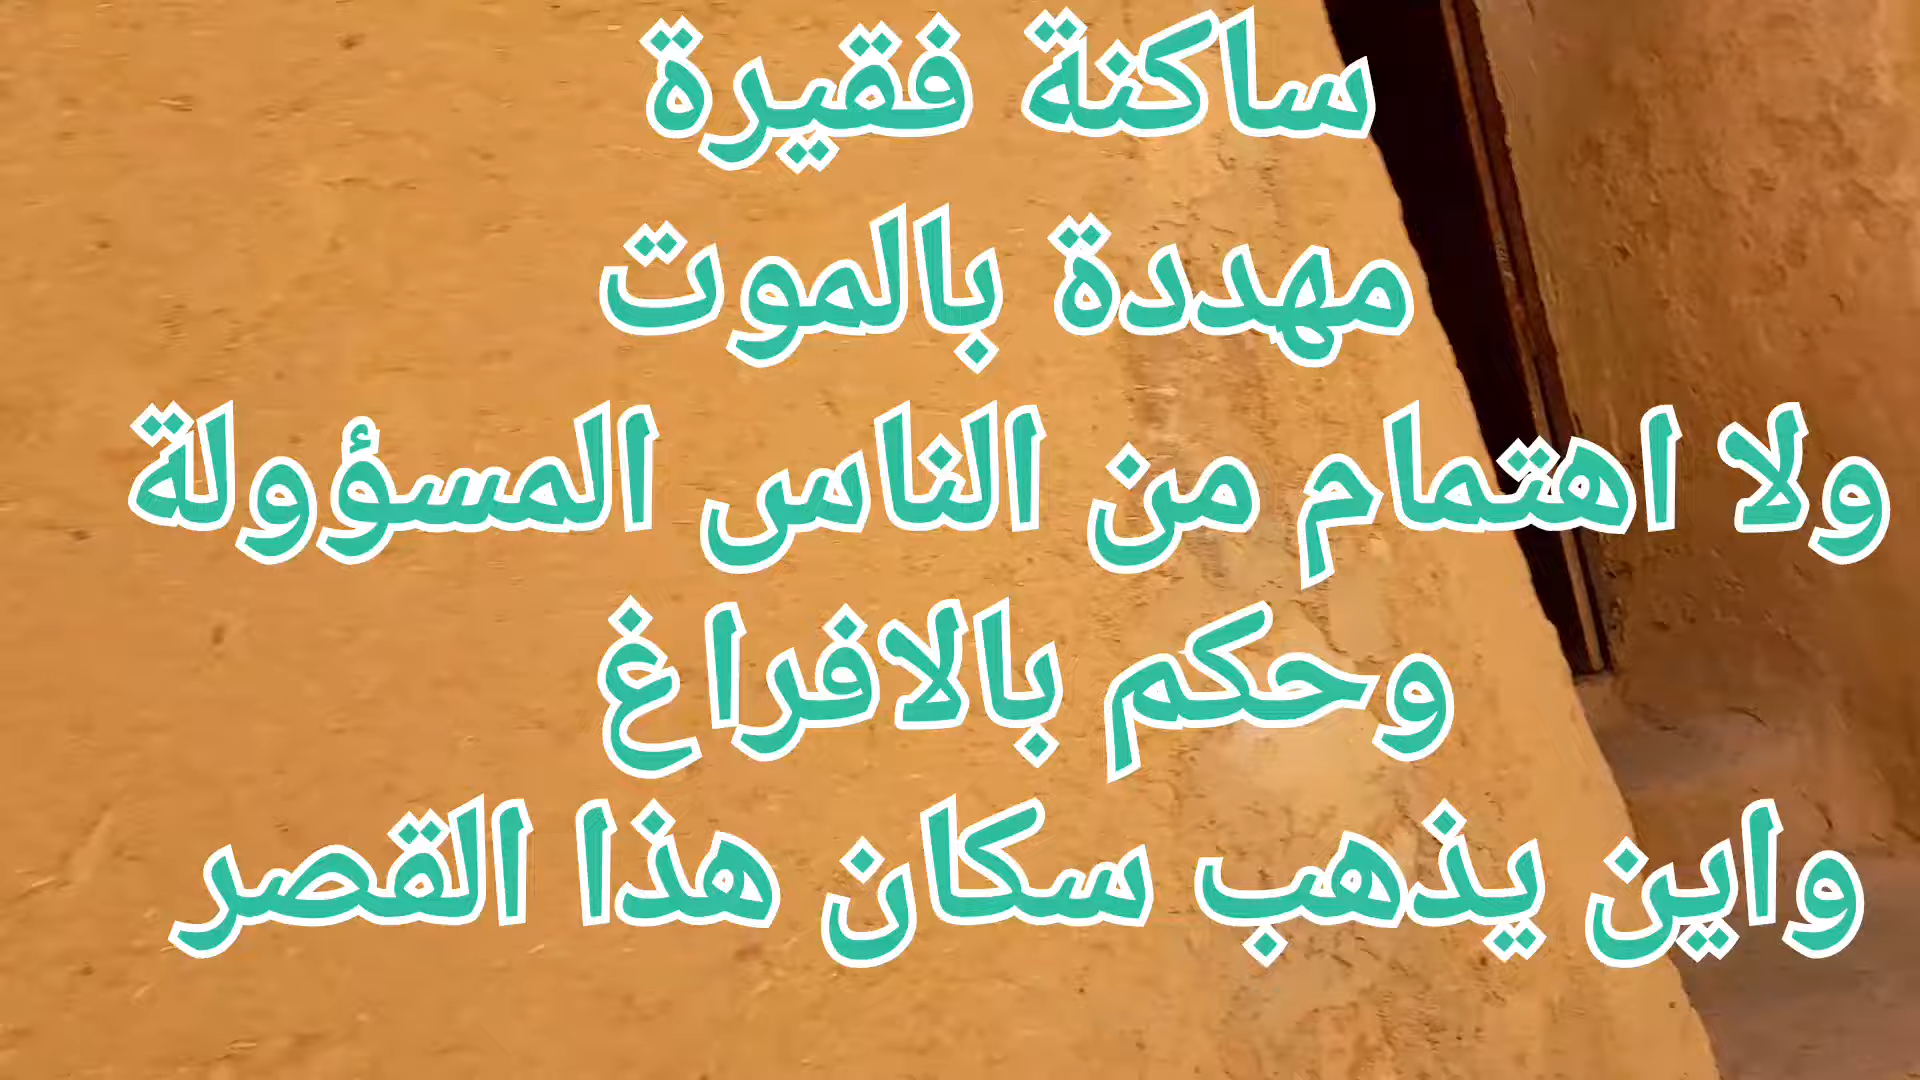 ساكنة فقيرة
مهددة بالموت
ولا اهتمام من الناس المسؤولة
وحكم بالافراغ
واين يذهب سكان هذا القصر